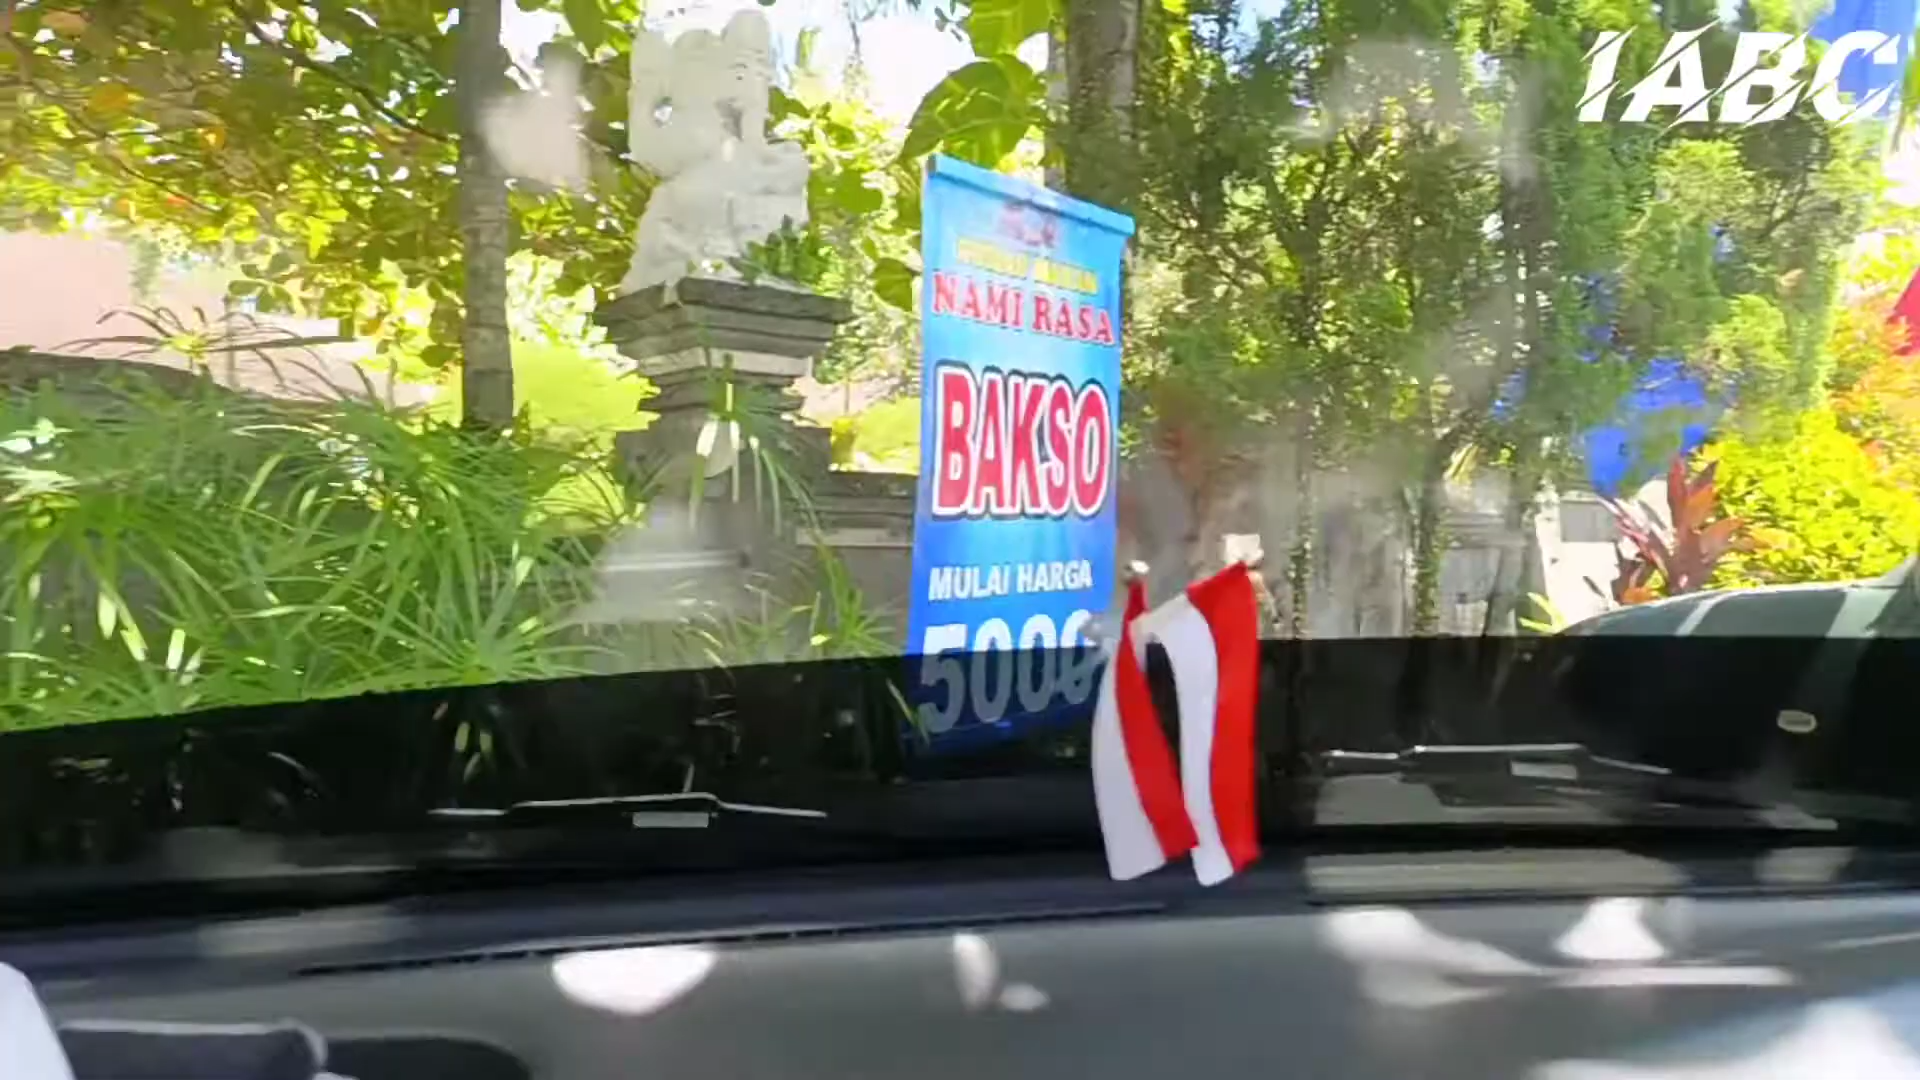 IABC
NAMI RASA
BAKSO
MULAI HARGA
5000